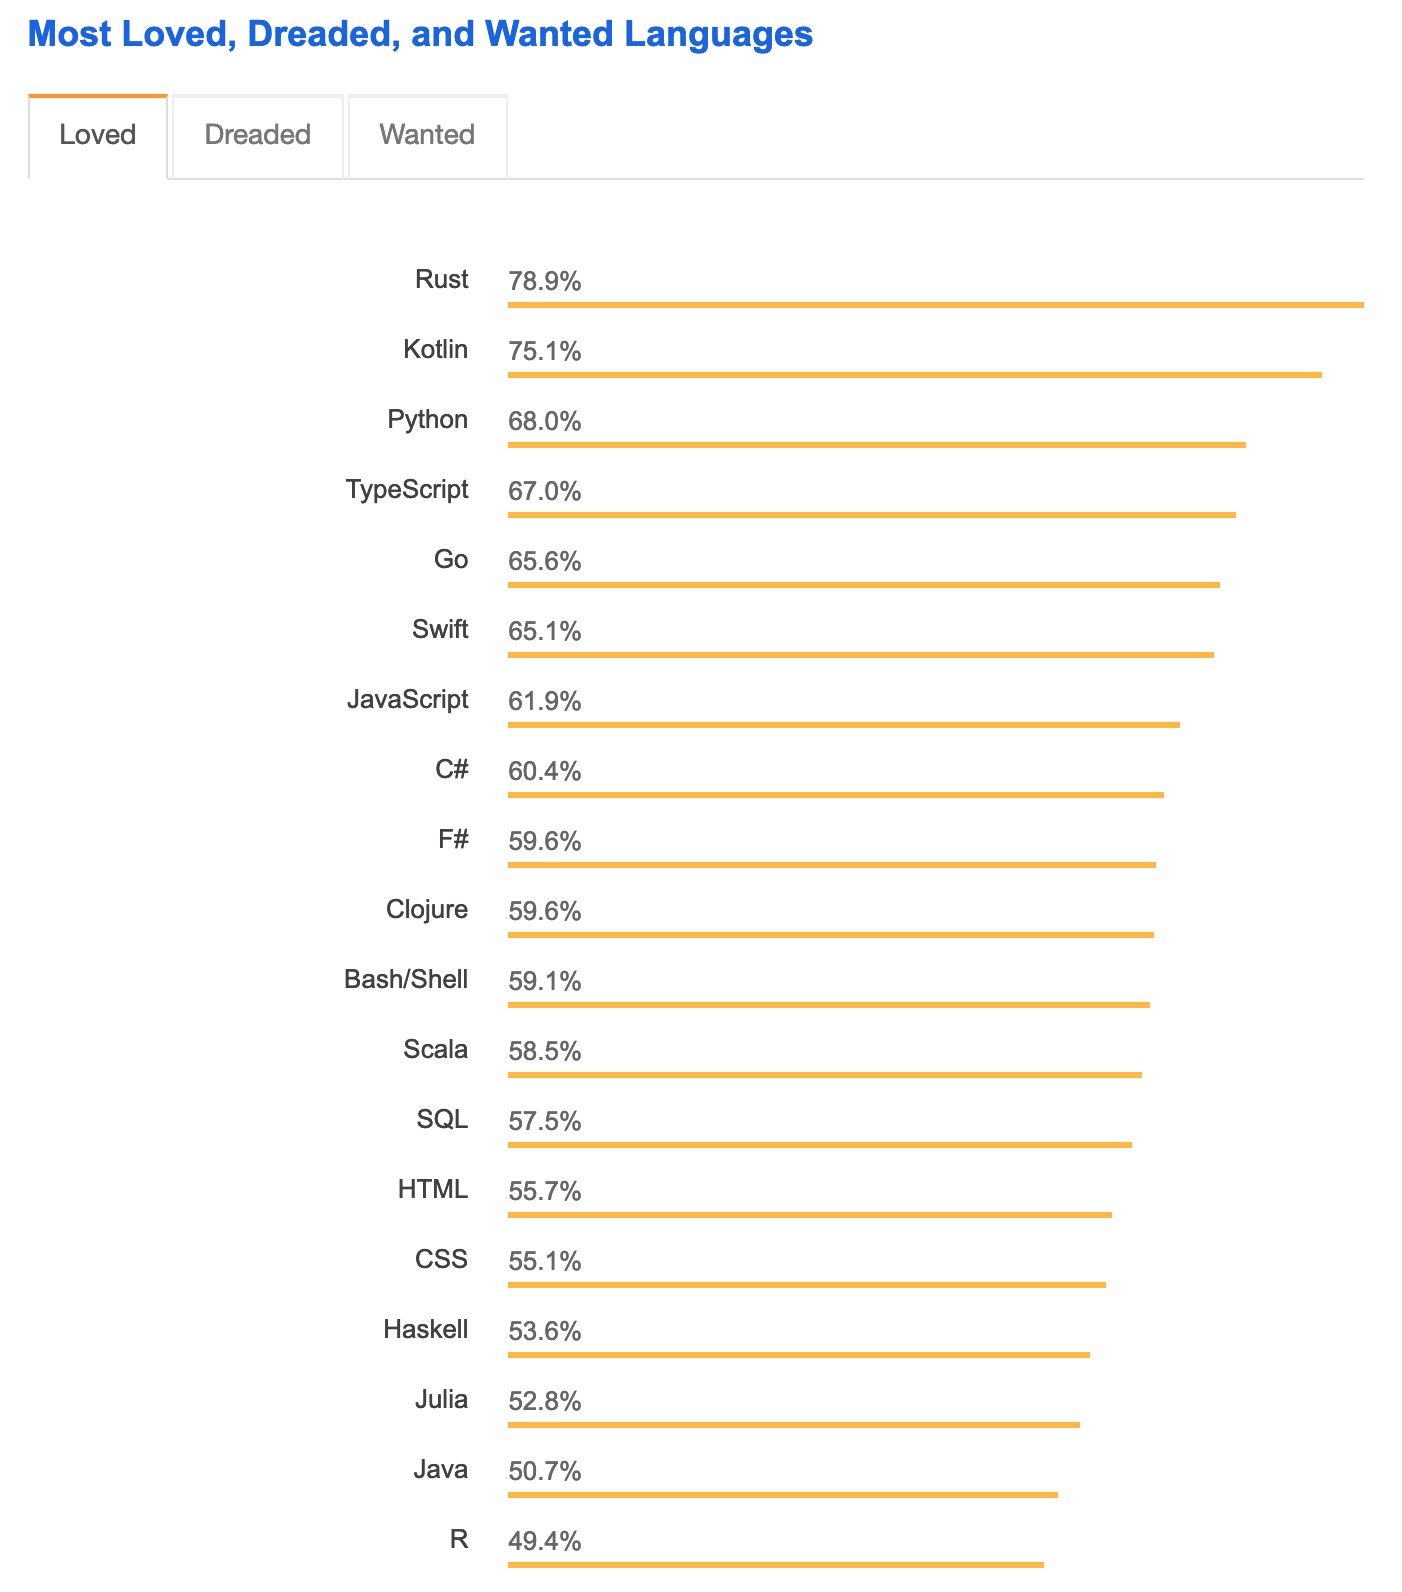 Most Loved, Dreaded, and Wanted Languages
Loved Dreaded Wanted
Rust 78.9%
Kotlin 75.1%
Python 68.0%
TypeScript 67.0%
Go 65.6%
Swift 65.1%
JavaScript 61.9%
C# 60.4%
F# 59.6%
Clojure 59.6%
Bash/Shell 59.1%
Scala 58.5%
SQL 57.5%
HTML 55.7%
CSS 55.1%
Haskell 53.6%
Julia 52.8%
Java 50.7%
R 49.4%